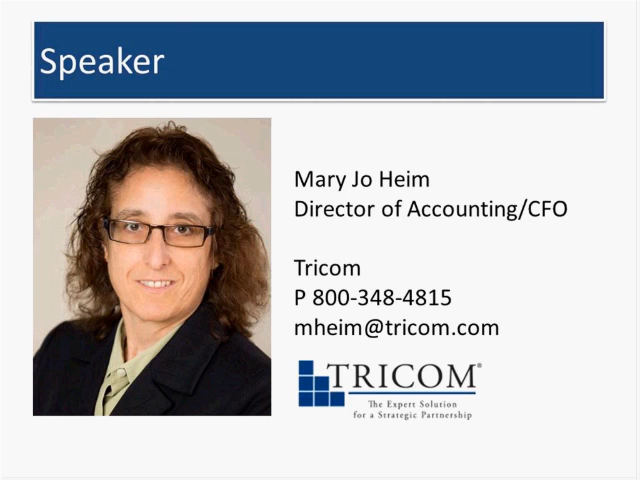 Speaker
Mary Jo Heim
Director of Accounting/CFO
Tricom
P 800-348-4815
mheim@tricom.com
TRICOM®
The Expert Solution
for a Strategic Partnership